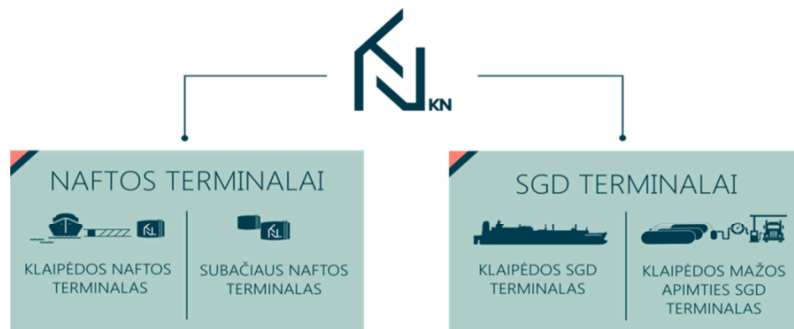 KN
NAFTOS TERMINALAI
KLAIPĖDOS NAFTOS
TERMINALAS
SUBAČIAUS NAFTOS
TERMINALAS
SGD TERMINALAI
KLAIPĖDOS SGD
TERMINALAS
KLAIPĖDOS MAŽOS
APIMTIES SGD
TERMINALAS